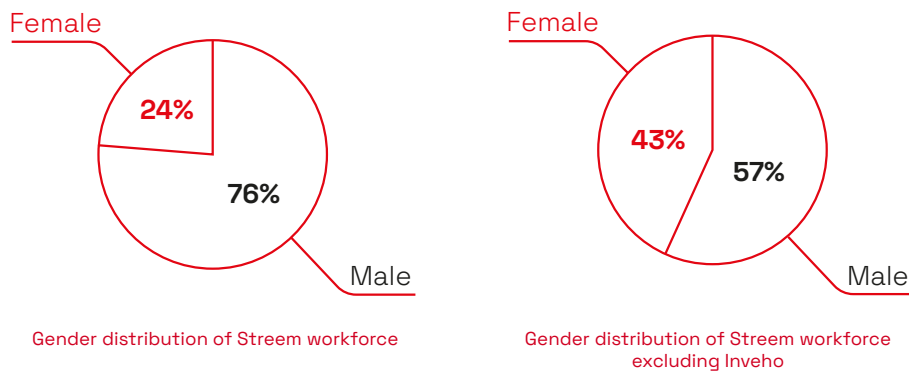 Female
24%
76%
Male
Gender distribution of Streem workforce
Female
43%
57%
Male
Gender distribution of Streem workforce
excluding Inveho